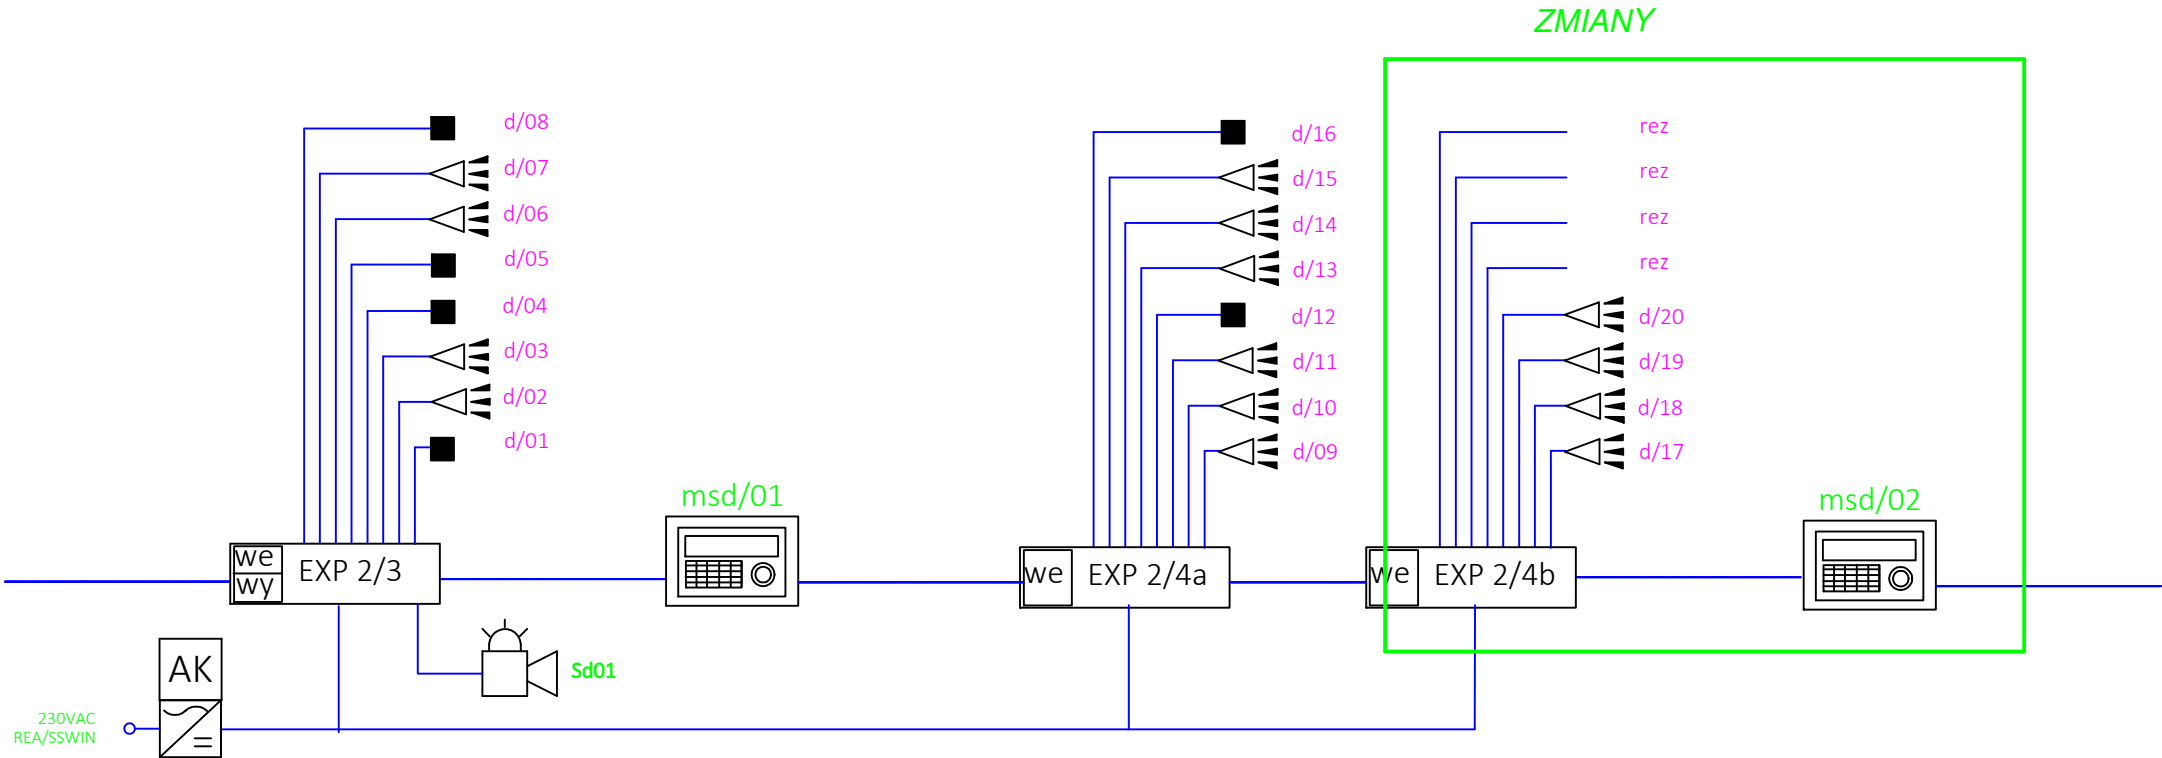 ZMIANY
d/08
d/07
d/06
d/05
d/04
d/03
d/02
d/01
d/16
d/15
d/14
d/13
d/12
d/11
d/10
d/09
rez
rez
rez
rez
d/20
d/19
d/18
d/17
msd/01
msd/02
we
wy
EXP 2/3
we
EXP 2/4a
we
EXP 2/4b
AK
Sd01
230VAC
REA/SSWIN